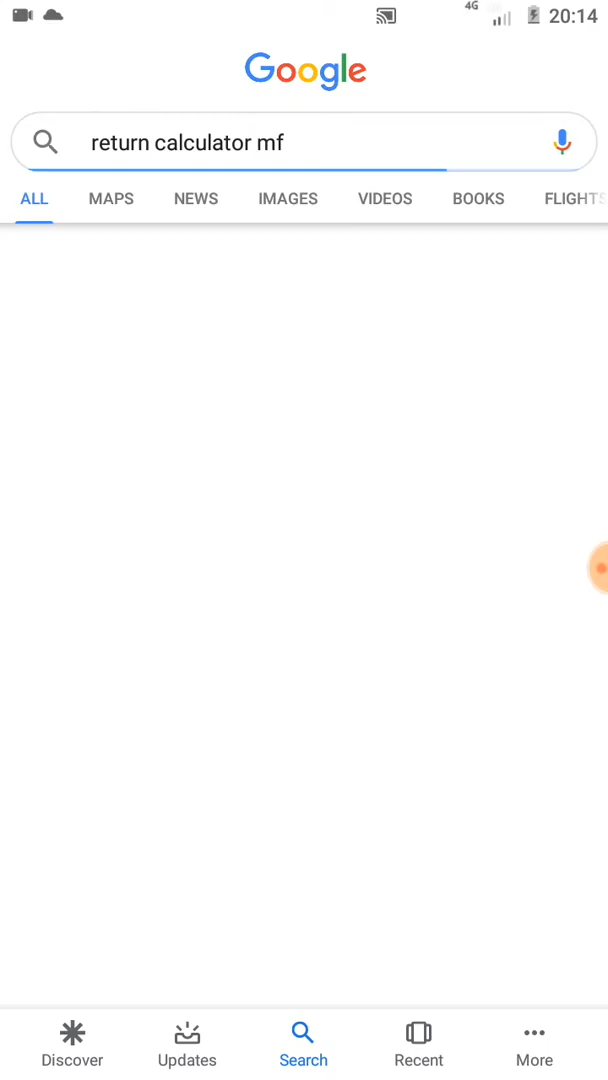 4G 20:14
Google
return calculator mf
ALL MAPS NEWS IMAGES VIDEOS BOOKS FLIGHTS
Discover Updates Search Recent More